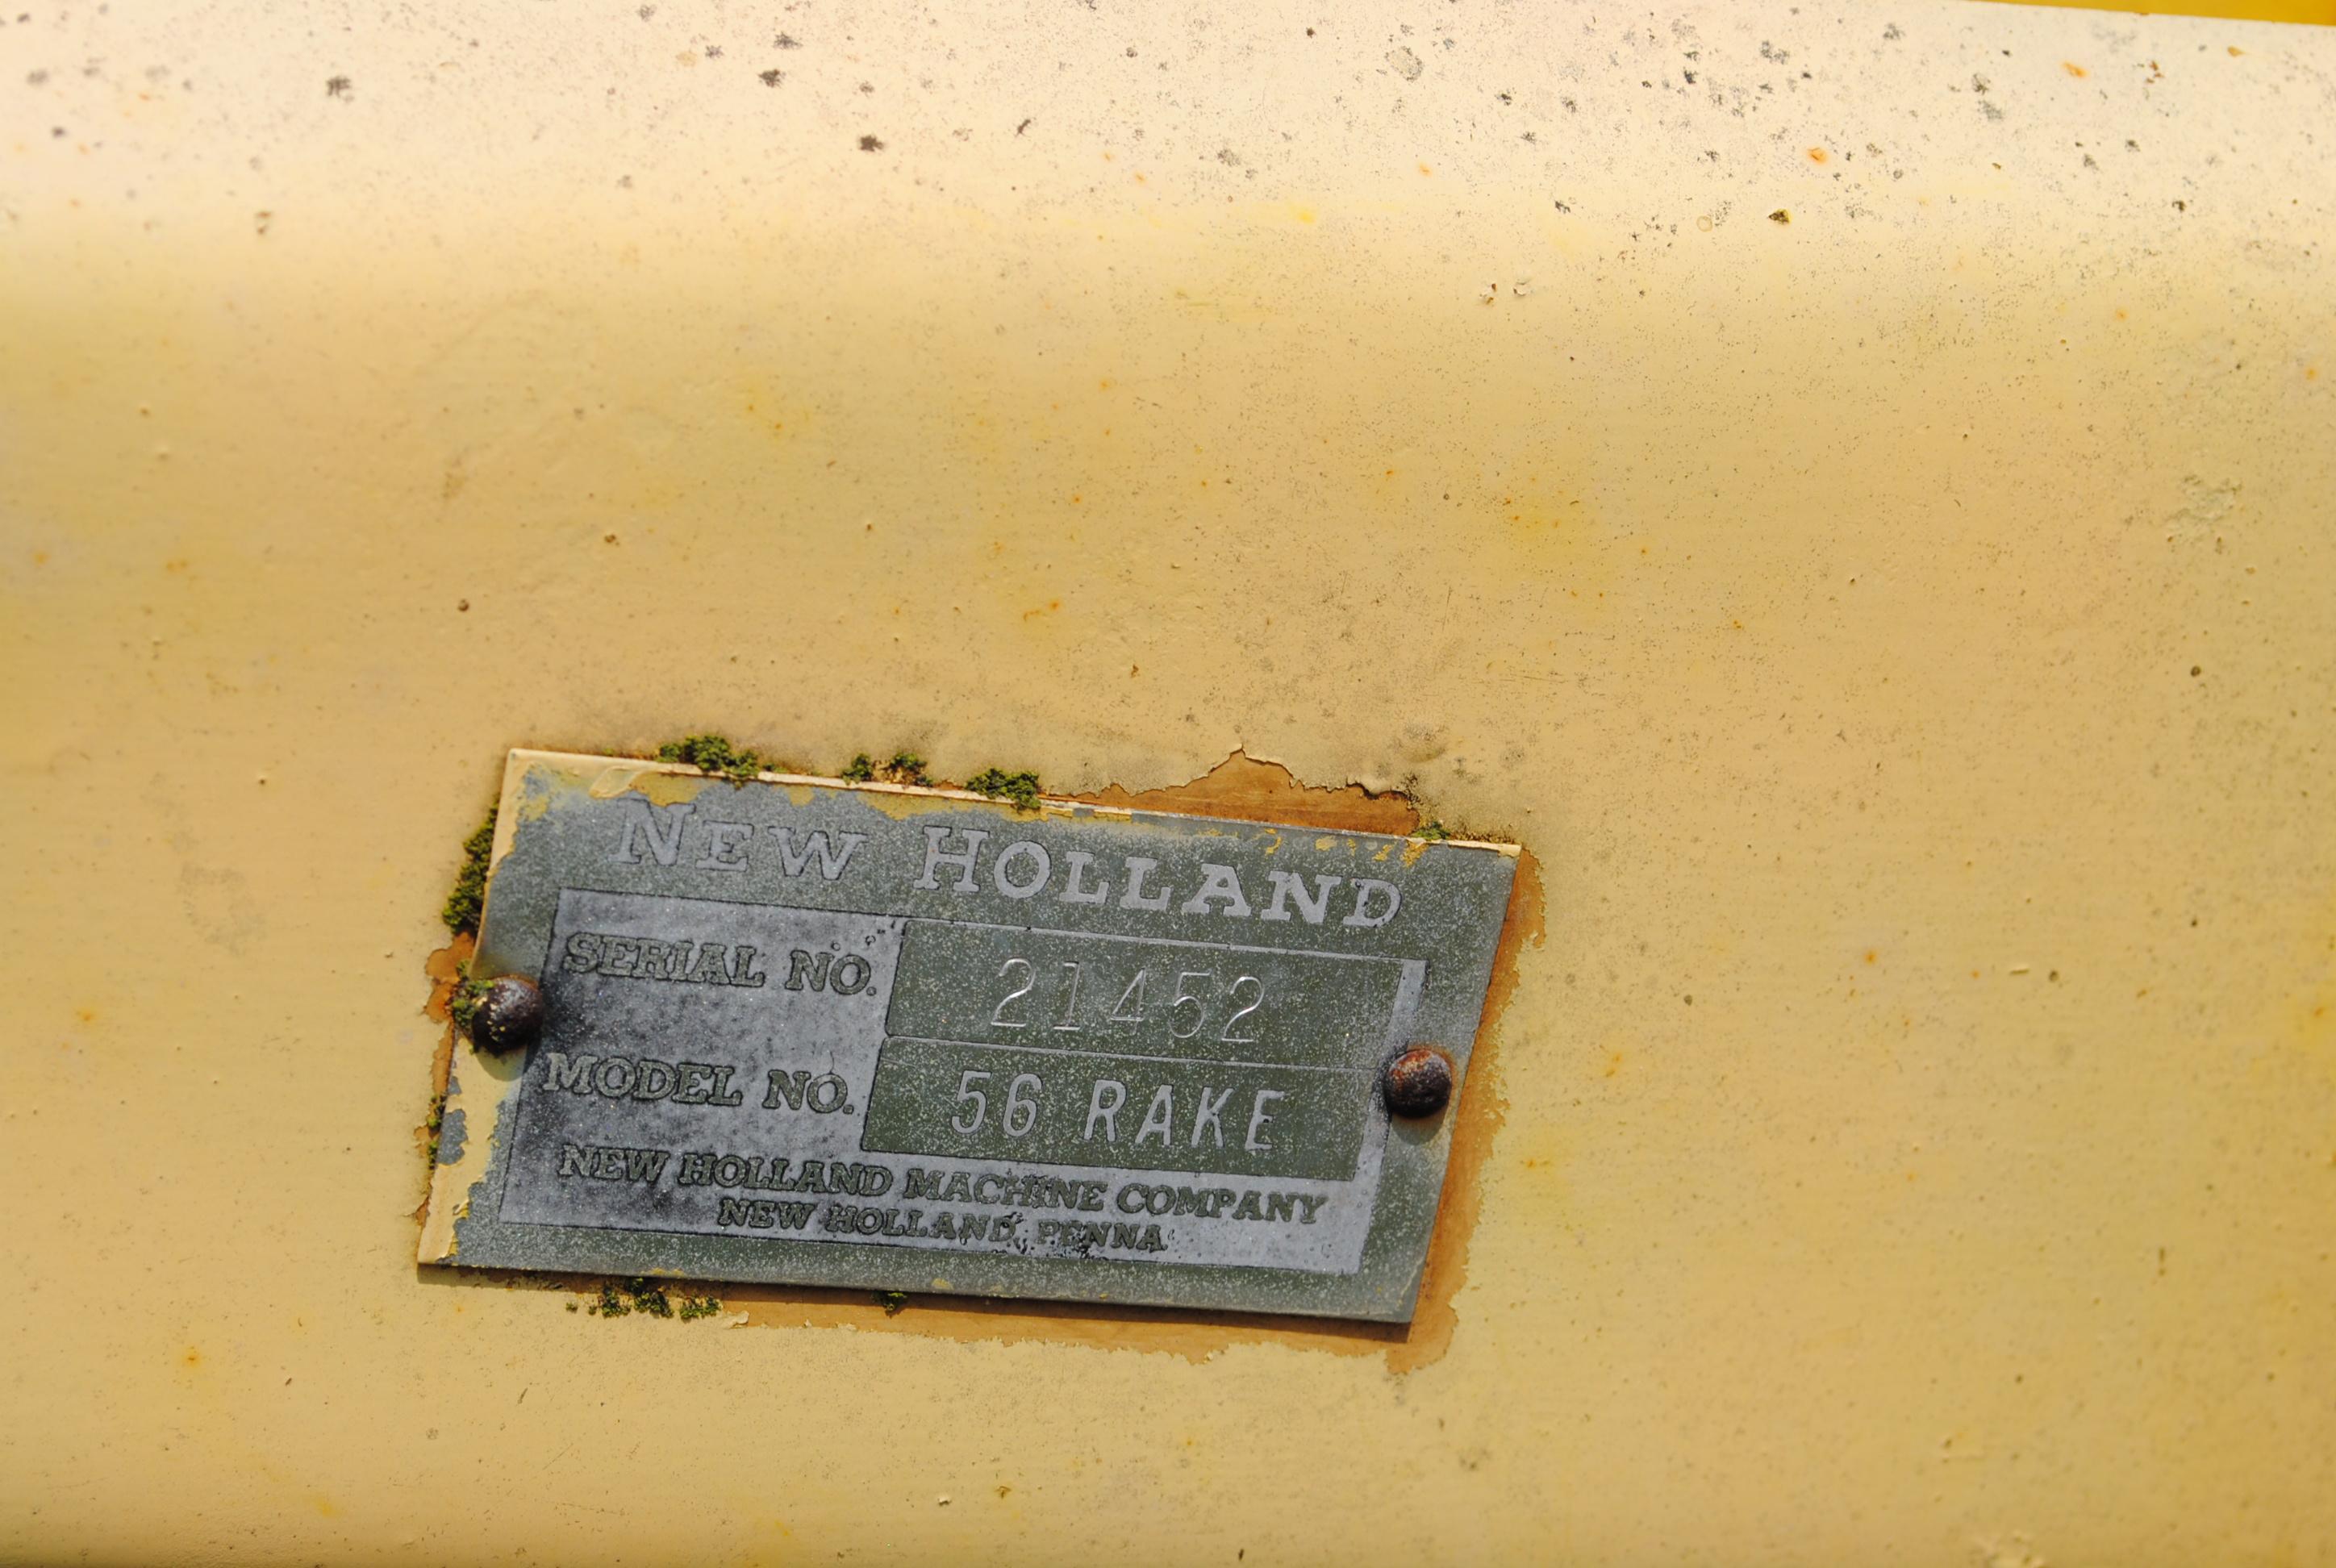 NEW HOLLAND
SERIAL NO. 21452
MODEL NO. 56 RAKE
NEW HOLLAND MACHINE COMPANY
NEW HOLLAND, PENNA.